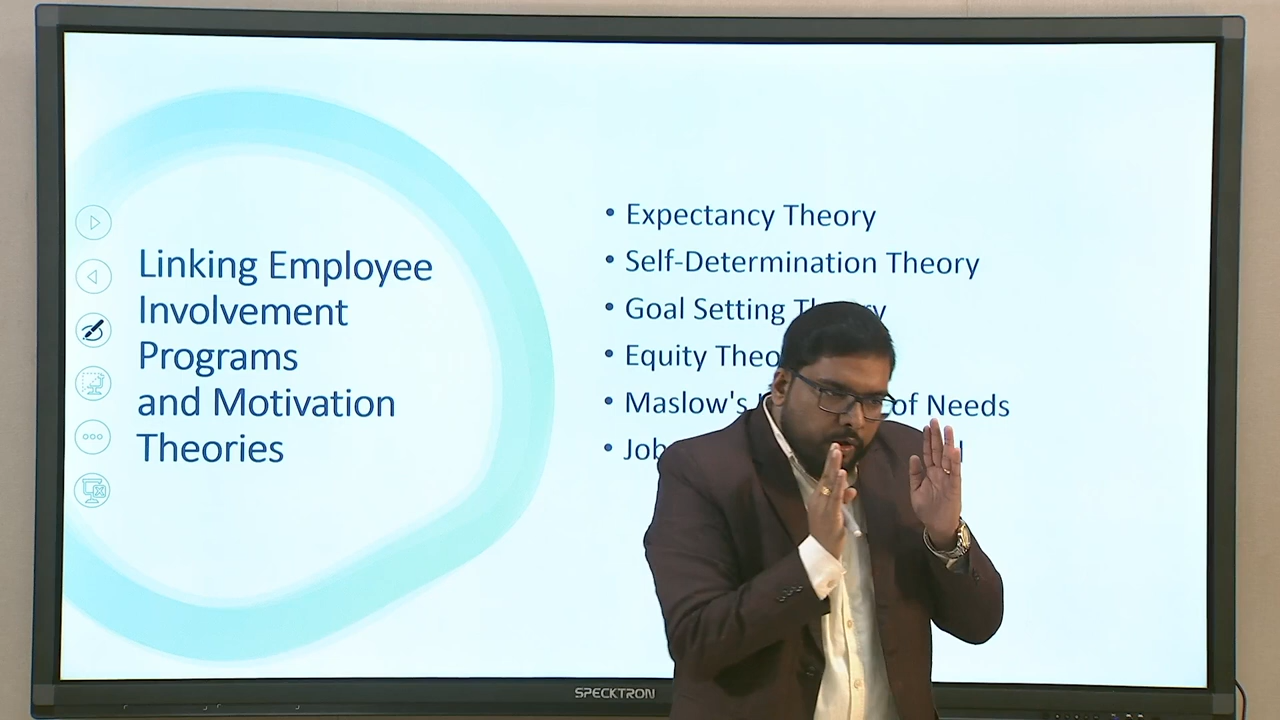 Linking Employee
Involvement
Programs
and Motivation
Theories
• Expectancy Theory
• Self-Determination Theory
• Goal Setting
• Equity
• Maslow's of Needs
• Job
SPECKTRON